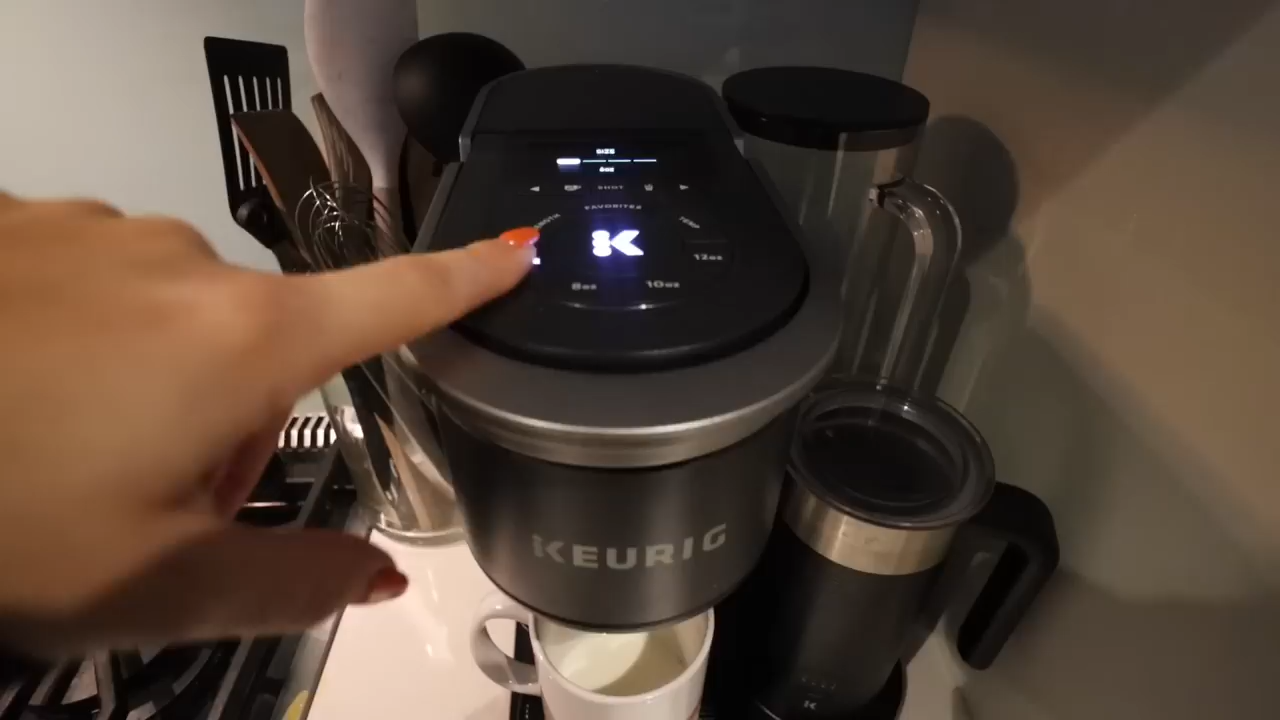 SIZE
6oz
SHOT
FAVORITES
TEMP
K
12oz
8oz
10oz
KEURIG
K